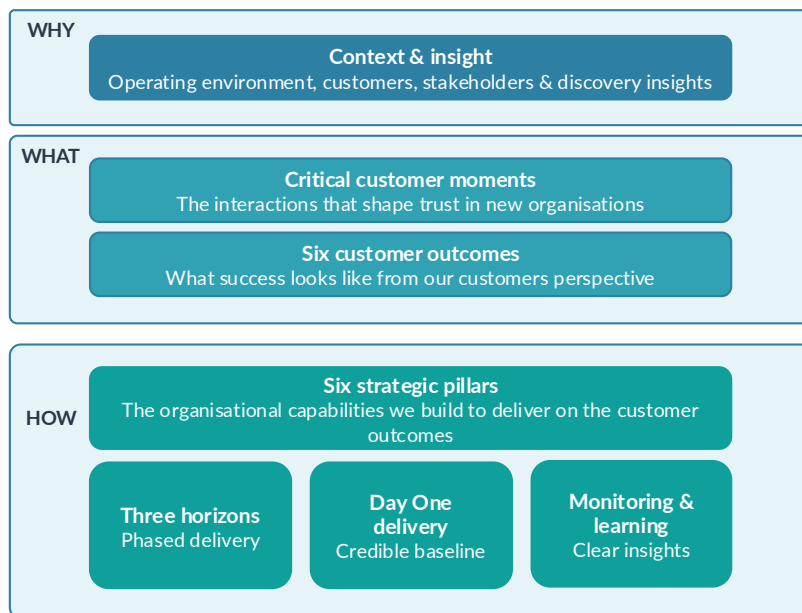 WHY
Context & insight
Operating environment, customers, stakeholders & discovery insights
WHAT
Critical customer moments
The interactions that shape trust in new organisations
Six customer outcomes
What success looks like from our customers perspective
HOW
Six strategic pillars
The organisational capabilities we build to deliver on the customer
outcomes
Three horizons
Phased delivery
Day One
delivery
Credible baseline
Monitoring &
learning
Clear insights